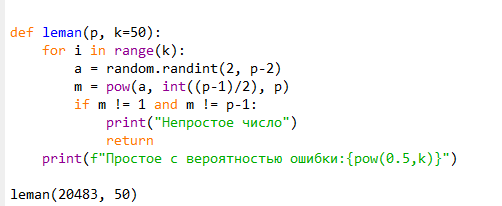 def leman(p, k=50):
    for i in range(k):
        a = random.randint(2, p-2)
        m = pow(a, int((p-1)/2), p)
        if m != 1 and m != p-1:
            print("Непростое число")
            return
    print(f"Простое с вероятностью ошибки:{pow(0.5,k)}")
leman(20483, 50)